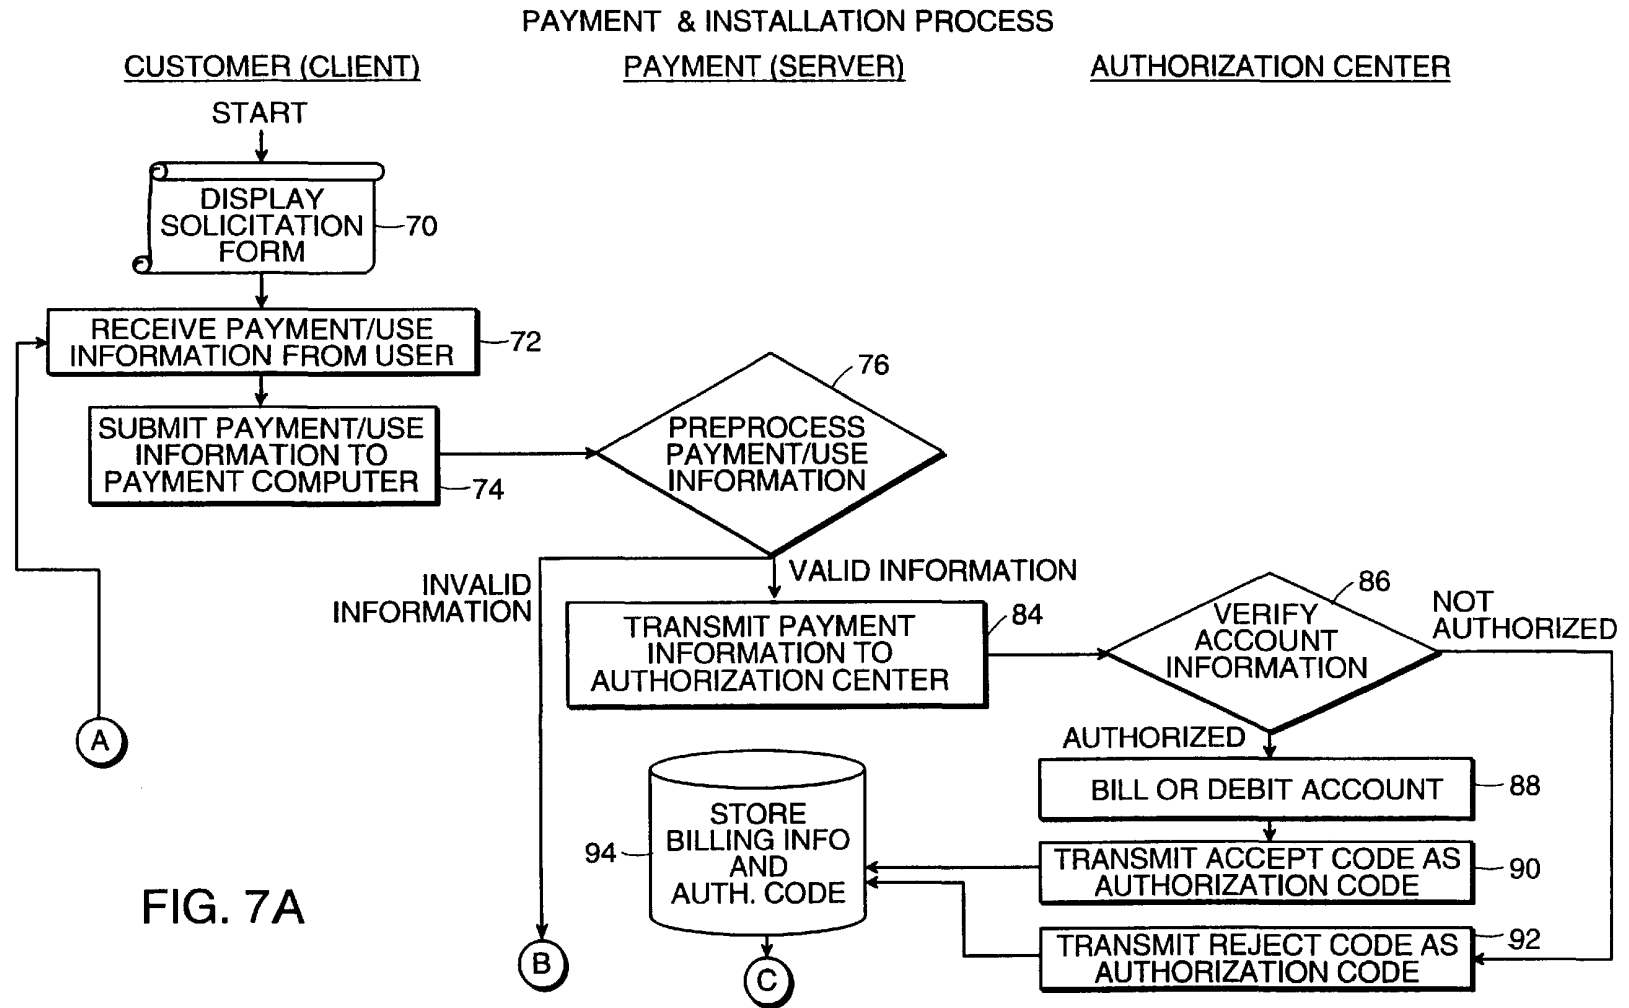 PAYMENT & INSTALLATION PROCESS
CUSTOMER (CLIENT)
PAYMENT (SERVER)
AUTHORIZATION CENTER
START
DISPLAY
SOLICITATION
FORM
70
RECEIVE PAYMENT/USE
INFORMATION FROM USER
72
SUBMIT PAYMENT/USE
INFORMATION TO
PAYMENT COMPUTER
74
PREPROCESS
PAYMENT/USE
INFORMATION
76
INVALID
INFORMATION
VALID INFORMATION
TRANSMIT PAYMENT
INFORMATION TO
AUTHORIZATION CENTER
84
VERIFY
ACCOUNT
INFORMATION
86
NOT
AUTHORIZED
AUTHORIZED
BILL OR DEBIT ACCOUNT
88
TRANSMIT ACCEPT CODE AS
AUTHORIZATION CODE
90
TRANSMIT REJECT CODE AS
AUTHORIZATION CODE
92
STORE
BILLING INFO
AND
AUTH. CODE
94
A
B
C
FIG. 7A